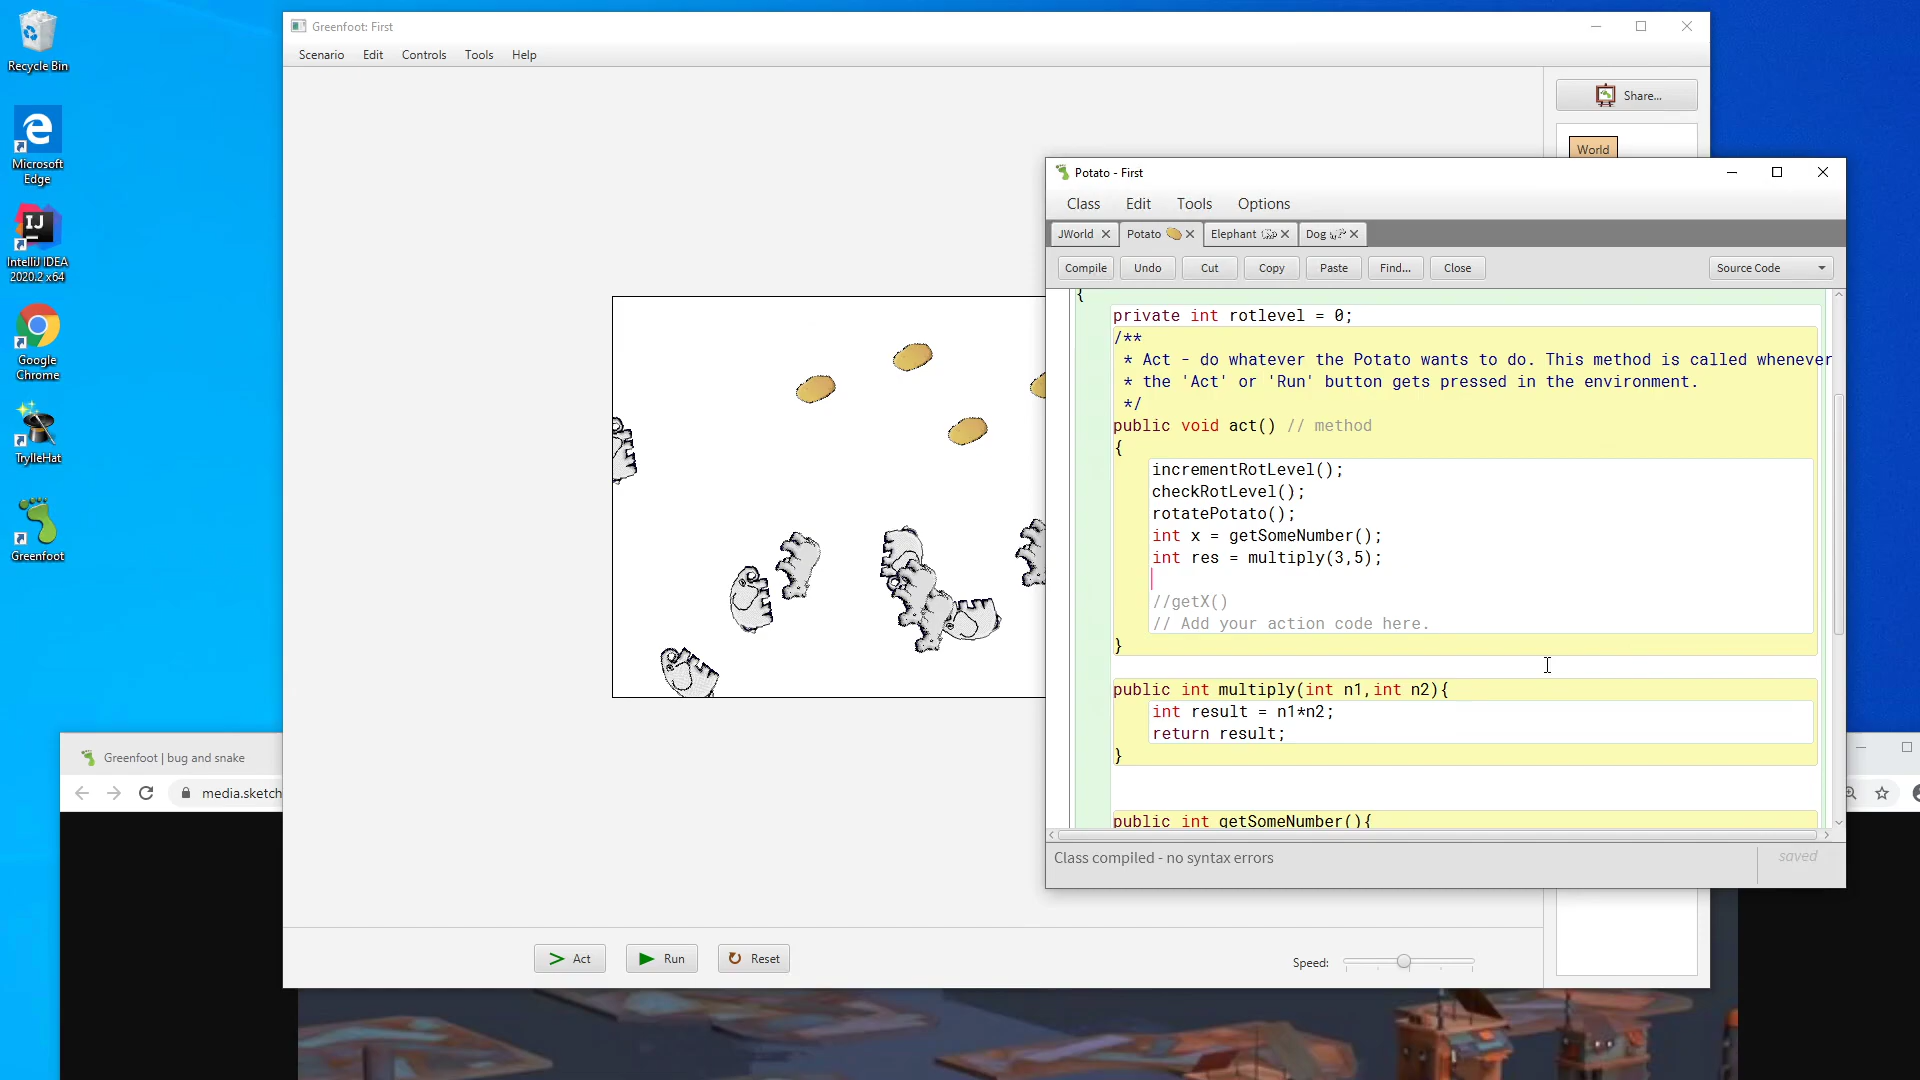 Recycle Bin
Microsoft
Edge
IntelliJ IDEA
2020.2 x64
Google
Chrome
TrylleHat
Greenfoot
Greenfoot: First
Scenario Edit Controls Tools Help
Share...
World
Potato - First
Class Edit Tools Options
JWorld Potato Elephant Dog
Compile Undo Cut Copy Paste Find... Close Source Code
{
private int rotlevel = 0;
/**
* Act - do whatever the Potato wants to do. This method is called whenever
* the 'Act' or 'Run' button gets pressed in the environment.
*/
public void act() // method
{
incrementRotLevel();
checkRotLevel();
rotatePotato();
int x = getSomeNumber();
int res = multiply(3,5);
//getX()
// Add your action code here.
}
public int multiply(int n1,int n2){
int result = n1*n2;
return result;
}
public int getSomeNumber(){
Class compiled - no syntax errors
saved
Greenfoot | bug and snake
media.sketch
Act Run Reset
Speed: